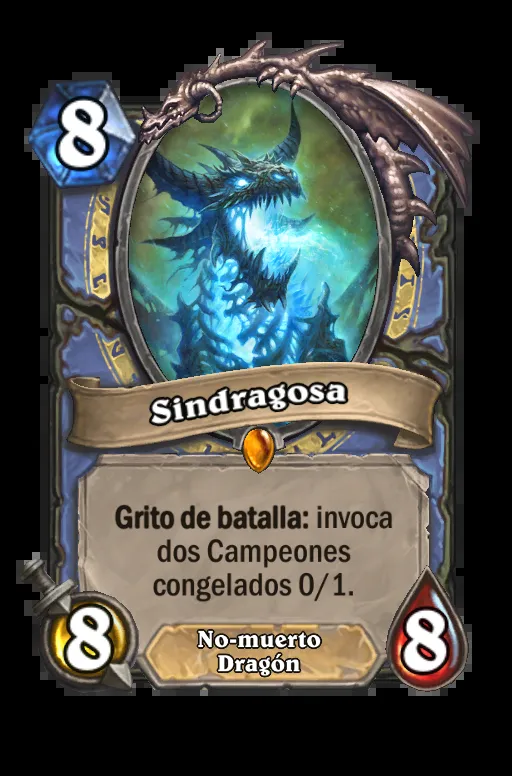 8
Sindragosa
Grito de batalla: invoca
dos Campeones
congelados 0/1.
8
No-muerto
Dragón
8